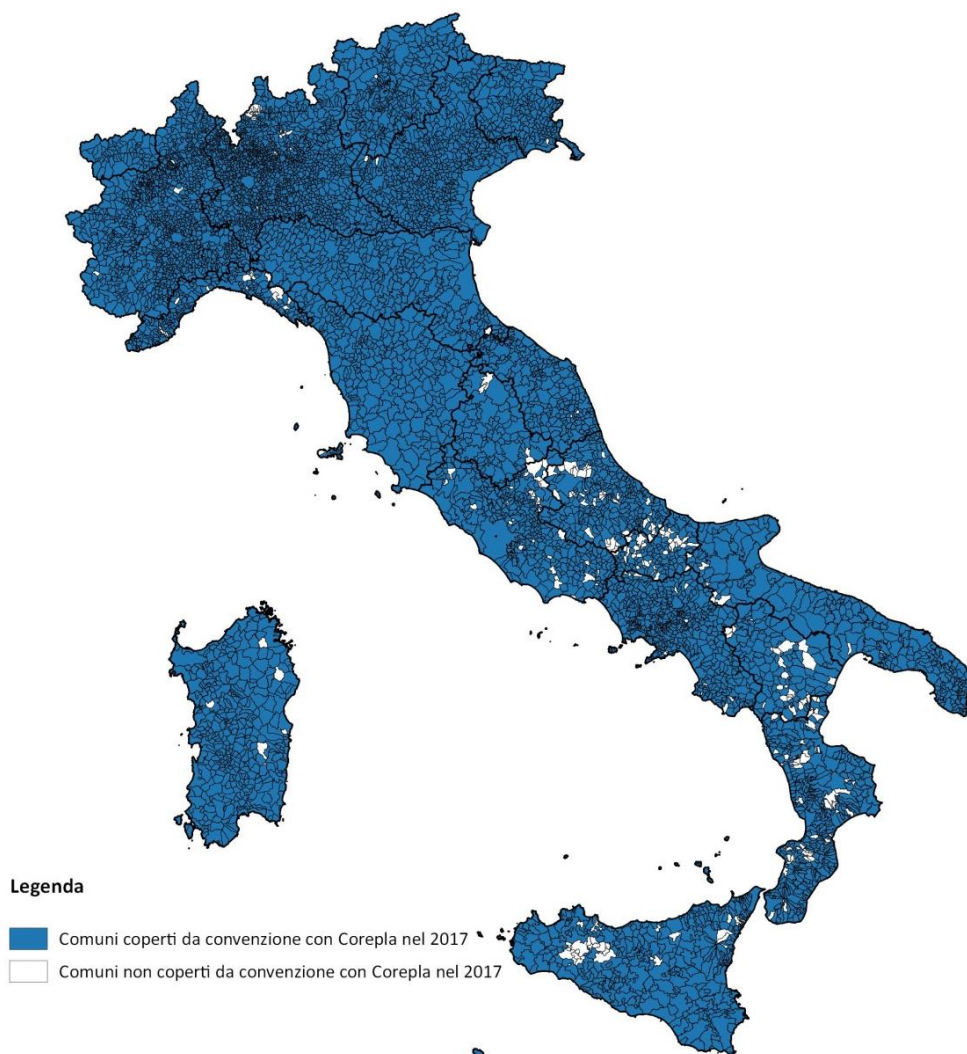 Legenda
Comuni coperti da convenzione con Corepla nel 2017
Comuni non coperti da convenzione con Corepla nel 2017